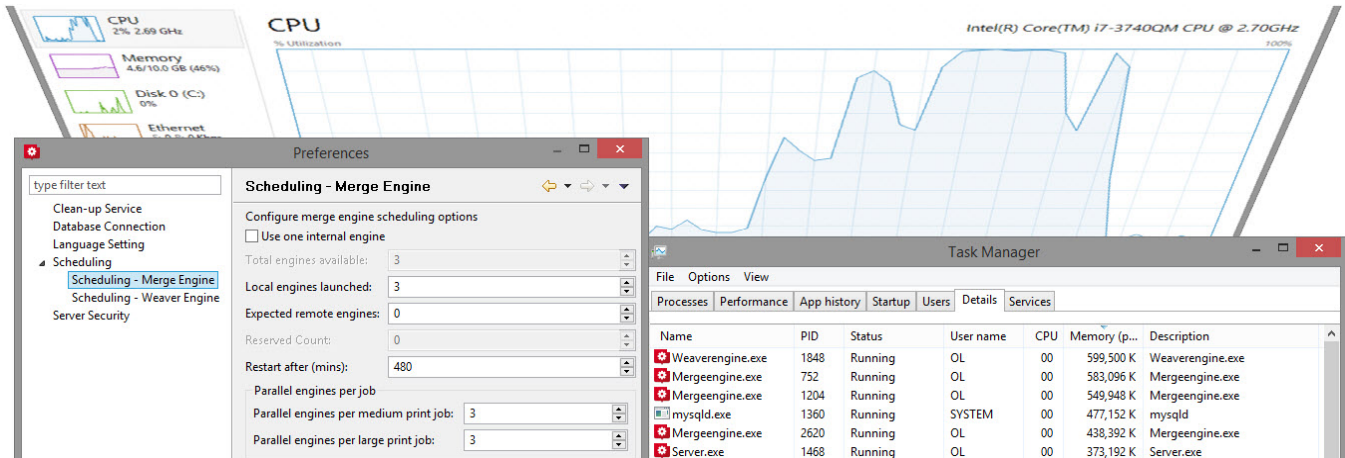 CPU
2% 2.69 GHz
Memory
4.6/10.0 GB (46%)
Disk 0 (C:)
0%
Ethernet
CPU
Intel(R) Core(TM) i7-3740QM CPU @ 2.70GHz
% Utilization
100%
Preferences
type filter text
Clean-up Service
Database Connection
Language Setting
Scheduling
Scheduling - Merge Engine
Scheduling - Weaver Engine
Server Security
Scheduling - Merge Engine
Configure merge engine scheduling options
Use one internal engine
Total engines available: 3
Local engines launched: 3
Expected remote engines: 0
Reserved Count: 0
Restart after (mins): 480
Parallel engines per job
Parallel engines per medium print job: 3
Parallel engines per large print job: 3
Task Manager
File Options View
Processes Performance App history Startup Users Details Services
Name PID Status User name CPU Memory (p... Description
Weaverengine.exe 1848 Running OL 00 599,500 K Weaverengine.exe
Mergeengine.exe 752 Running OL 00 583,096 K Mergeengine.exe
Mergeengine.exe 1204 Running OL 00 549,948 K Mergeengine.exe
mysqld.exe 1360 Running SYSTEM 00 477,152 K mysqld
Mergeengine.exe 2620 Running OL 00 438,392 K Mergeengine.exe
Server.exe 1468 Running OL 00 373,192 K Server.exe